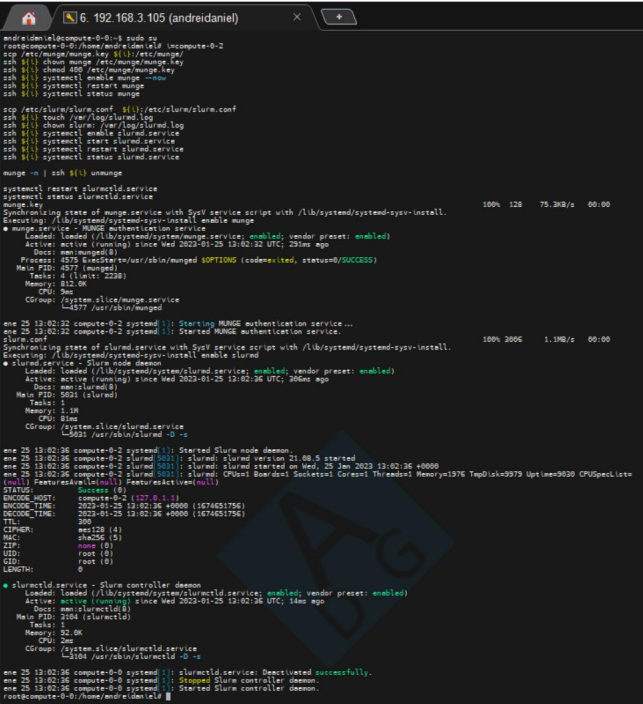 6. 192.168.3.105 (andreidaniel)
andreidaniel@compute-0-0:~$ sudo su
root@compute-0-0:/home/andreidaniel# i=compute-0-2
scp /etc/munge/munge.key ${i}:/etc/munge/
ssh ${i} chown munge /etc/munge/munge.key
ssh ${i} chmod 400 /etc/munge/munge.key
ssh ${i} systemctl enable munge --now
ssh ${i} systemctl restart munge
ssh ${i} systemctl status munge
scp /etc/slurm/slurm.conf  ${i}:/etc/slurm/slurm.conf
ssh ${i} touch /var/log/slurmd.log
ssh ${i} chown slurm: /var/log/slurmd.log
ssh ${i} systemctl enable slurmd.service
ssh ${i} systemctl start slurmd.service
ssh ${i} systemctl restart slurmd.service
ssh ${i} systemctl status slurmd.service
munge -n | ssh ${i} unmunge
systemctl restart slurmctld.service
systemctl status slurmctld.service
munge.key 100% 128 75.3KB/s 00:00
Synchronizing state of munge.service with SysV service script with /lib/systemd/systemd-sysv-install.
Executing: /lib/systemd/systemd-sysv-install enable munge
● munge.service - MUNGE authentication service
Loaded: loaded (/lib/systemd/system/munge.service; enabled; vendor preset: enabled)
Active: active (running) since Wed 2023-01-25 13:02:32 UTC; 291ms ago
Docs: man:munged(8)
Process: 4575 ExecStart=/usr/sbin/munged $OPTIONS (code=exited, status=0/SUCCESS)
Main PID: 4577 (munged)
Tasks: 4 (limit: 2238)
Memory: 812.0K
CPU: 9ms
CGroup: /system.slice/munge.service
└─4577 /usr/sbin/munged
ene 25 13:02:32 compute-0-2 systemd[1]: Starting MUNGE authentication service...
ene 25 13:02:32 compute-0-2 systemd[1]: Started MUNGE authentication service.
slurm.conf 100% 3006 1.1MB/s 00:00
Synchronizing state of slurmd.service with SysV service script with /lib/systemd/systemd-sysv-install.
Executing: /lib/systemd/systemd-sysv-install enable slurmd
● slurmd.service - Slurm node daemon
Loaded: loaded (/lib/systemd/system/slurmd.service; enabled; vendor preset: enabled)
Active: active (running) since Wed 2023-01-25 13:02:36 UTC; 306ms ago
Docs: man:slurmd(8)
Main PID: 5031 (slurmd)
Tasks: 1
Memory: 1.1M
CPU: 81ms
CGroup: /system.slice/slurmd.service
└─5031 /usr/sbin/slurmd -D -s
ene 25 13:02:36 compute-0-2 systemd[1]: Started Slurm node daemon.
ene 25 13:02:36 compute-0-2 slurmd[5031]: slurmd: slurmd version 21.08.5 started
ene 25 13:02:36 compute-0-2 slurmd[5031]: slurmd: slurmd started on Wed, 25 Jan 2023 13:02:36 +0000
ene 25 13:02:36 compute-0-2 slurmd[5031]: slurmd: CPUs=1 Boards=1 Sockets=1 Cores=1 Threads=1 Memory=1976 TmpDisk=9979 Uptime=9030 CPUSpecList=
(null) FeaturesAvail=(null) FeaturesActive=(null)
STATUS: Success (0)
ENCODE_HOST: compute-0-2 (127.0.1.1)
ENCODE_TIME: 2023-01-25 13:02:36 +0000 (1674651756)
DECODE_TIME: 2023-01-25 13:02:36 +0000 (1674651756)
TTL: 300
CIPHER: aes128 (4)
MAC: sha256 (5)
ZIP: none (0)
UID: root (0)
GID: root (0)
LENGTH: 0
● slurmctld.service - Slurm controller daemon
Loaded: loaded (/lib/systemd/system/slurmctld.service; enabled; vendor preset: enabled)
Active: active (running) since Wed 2023-01-25 13:02:36 UTC; 14ms ago
Docs: man:slurmctld(8)
Main PID: 3104 (slurmctld)
Tasks: 1
Memory: 92.0K
CPU: 2ms
CGroup: /system.slice/slurmctld.service
└─3104 /usr/sbin/slurmctld -D -s
ene 25 13:02:36 compute-0-0 systemd[1]: slurmctld.service: Deactivated successfully.
ene 25 13:02:36 compute-0-0 systemd[1]: Stopped Slurm controller daemon.
ene 25 13:02:36 compute-0-0 systemd[1]: Started Slurm controller daemon.
root@compute-0-0:/home/andreidaniel#
ADG